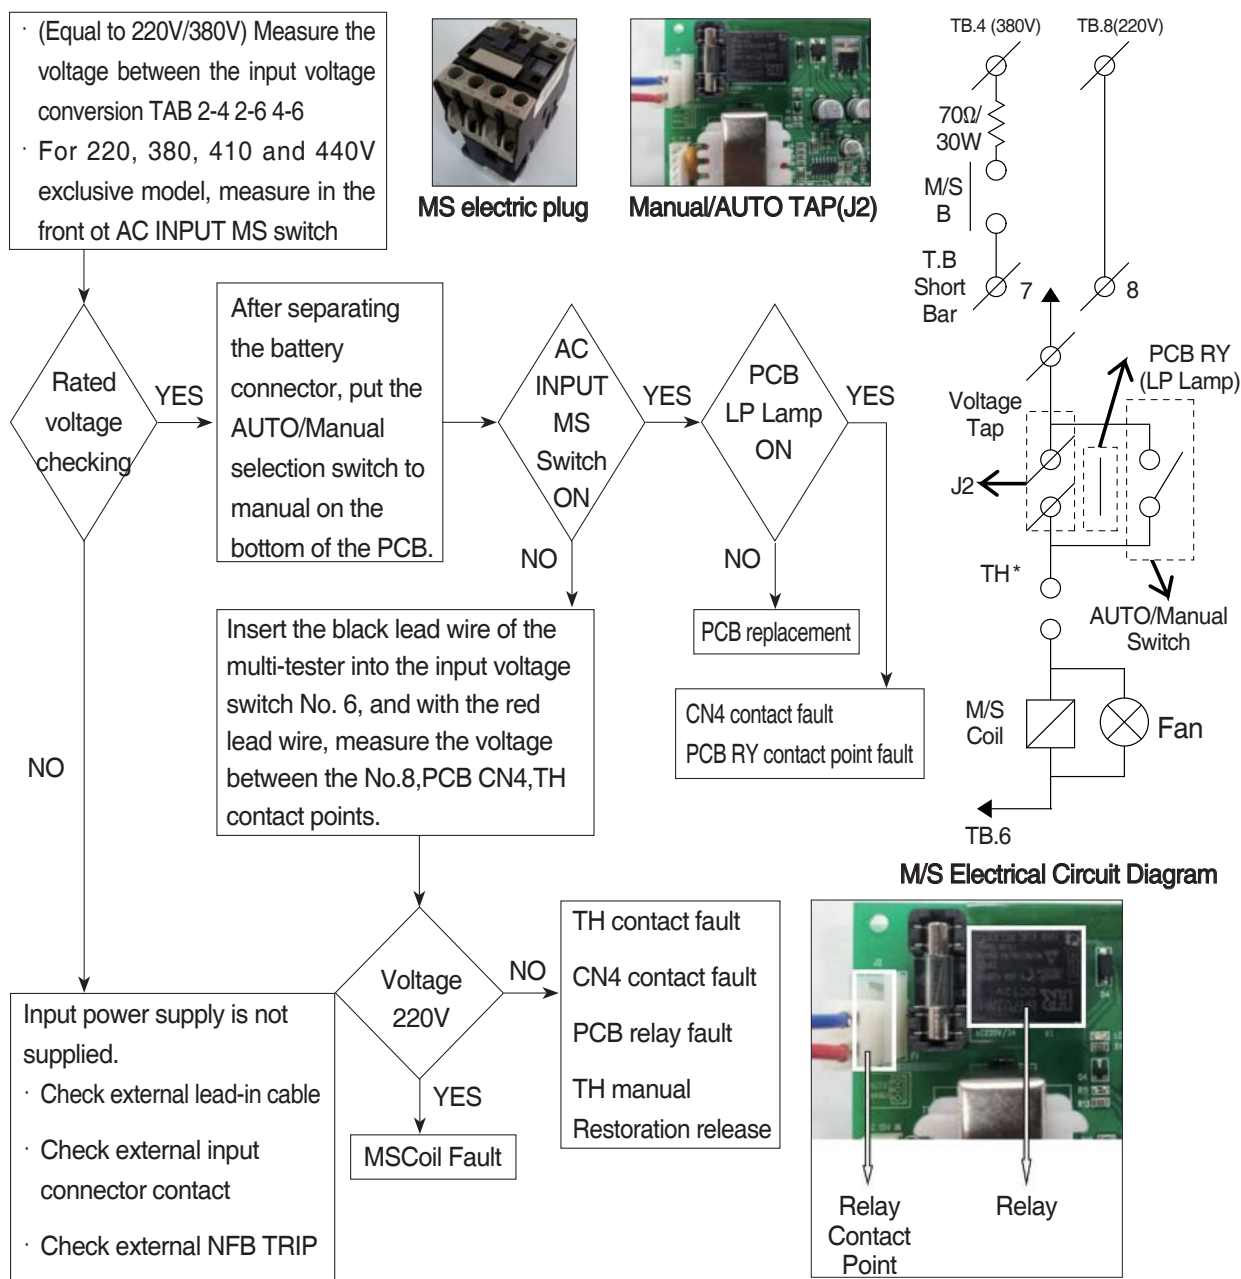 · (Equal to 220V/380V) Measure the
voltage between the input voltage
conversion TAB 2-4 2-6 4-6
· For 220, 380, 410 and 440V
exclusive model, measure in the
front ot AC INPUT MS switch
MS electric plug
Manual/AUTO TAP(J2)
Rated
voltage
checking
YES
After separating
the battery
connector, put the
AUTO/Manual
selection switch to
manual on the
bottom of the PCB.
AC
INPUT
MS
Switch
ON
YES
PCB
LP Lamp
ON
YES
NO
NO
PCB replacement
CN4 contact fault
PCB RY contact point fault
Insert the black lead wire of the
multi-tester into the input voltage
switch No. 6, and with the red
lead wire, measure the voltage
between the No.8,PCB CN4,TH
contact points.
NO
Voltage
220V
NO
TH contact fault
CN4 contact fault
PCB relay fault
TH manual
Restoration release
YES
MSCoil Fault
Input power supply is not
supplied.
· Check external lead-in cable
· Check external input
connector contact
· Check external NFB TRIP
TB.4 (380V)
TB.8(220V)
70Ω/
30W
M/S
B
T.B
Short
Bar
7
8
PCB RY
(LP Lamp)
Voltage
Tap
J2
TH*
AUTO/Manual
Switch
M/S
Coil
Fan
TB.6
M/S Electrical Circuit Diagram
Relay
Contact
Point
Relay